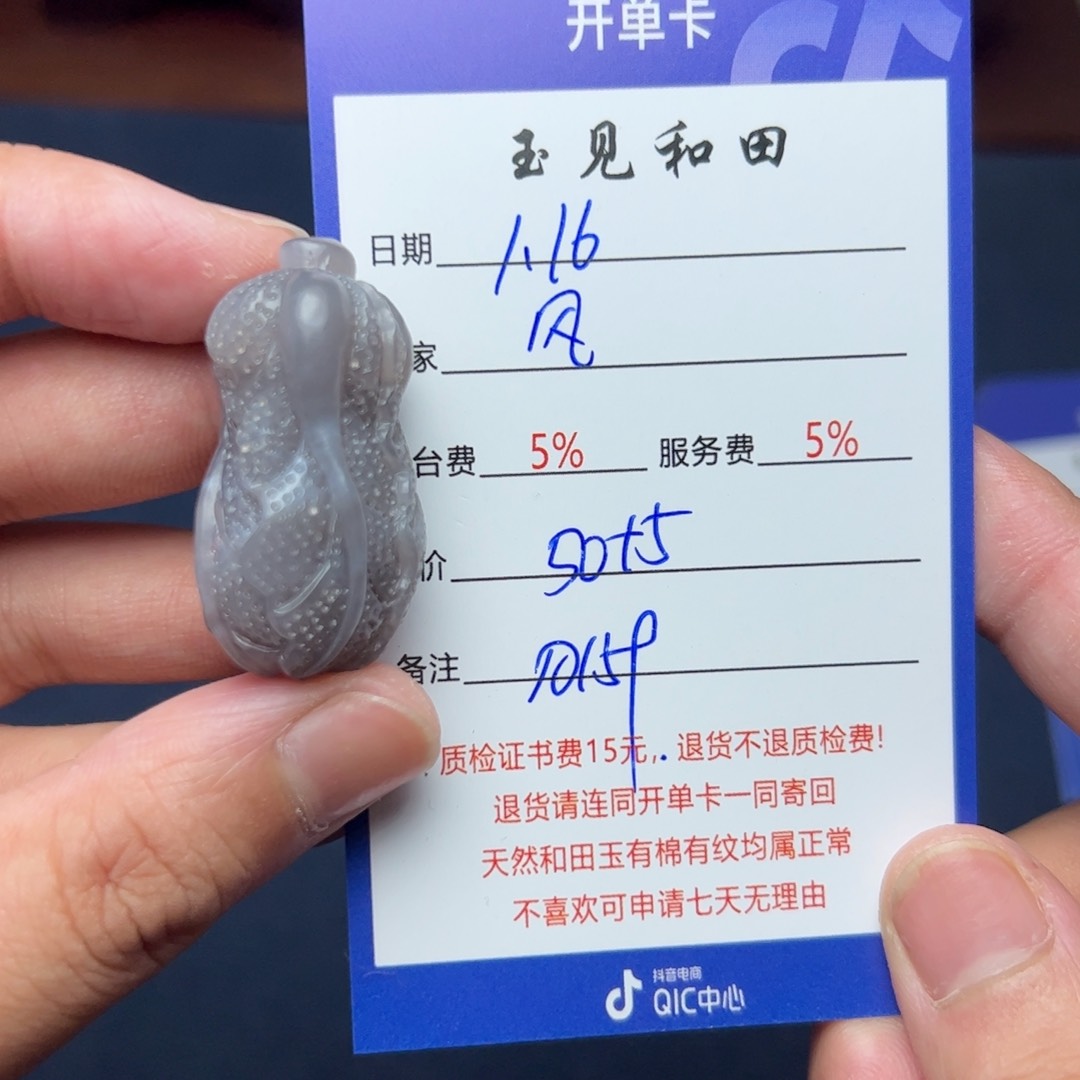 开单卡
玉见和田
日期 1.16
家 风
台费 5% 服务费 5%
价 50+5
备注
质检证书费15元,. 退货不退质检费!
退货请连同开单卡一同寄回
天然和田玉有棉有纹均属正常
不喜欢可申请七天无理由
抖音电商
QIC中心